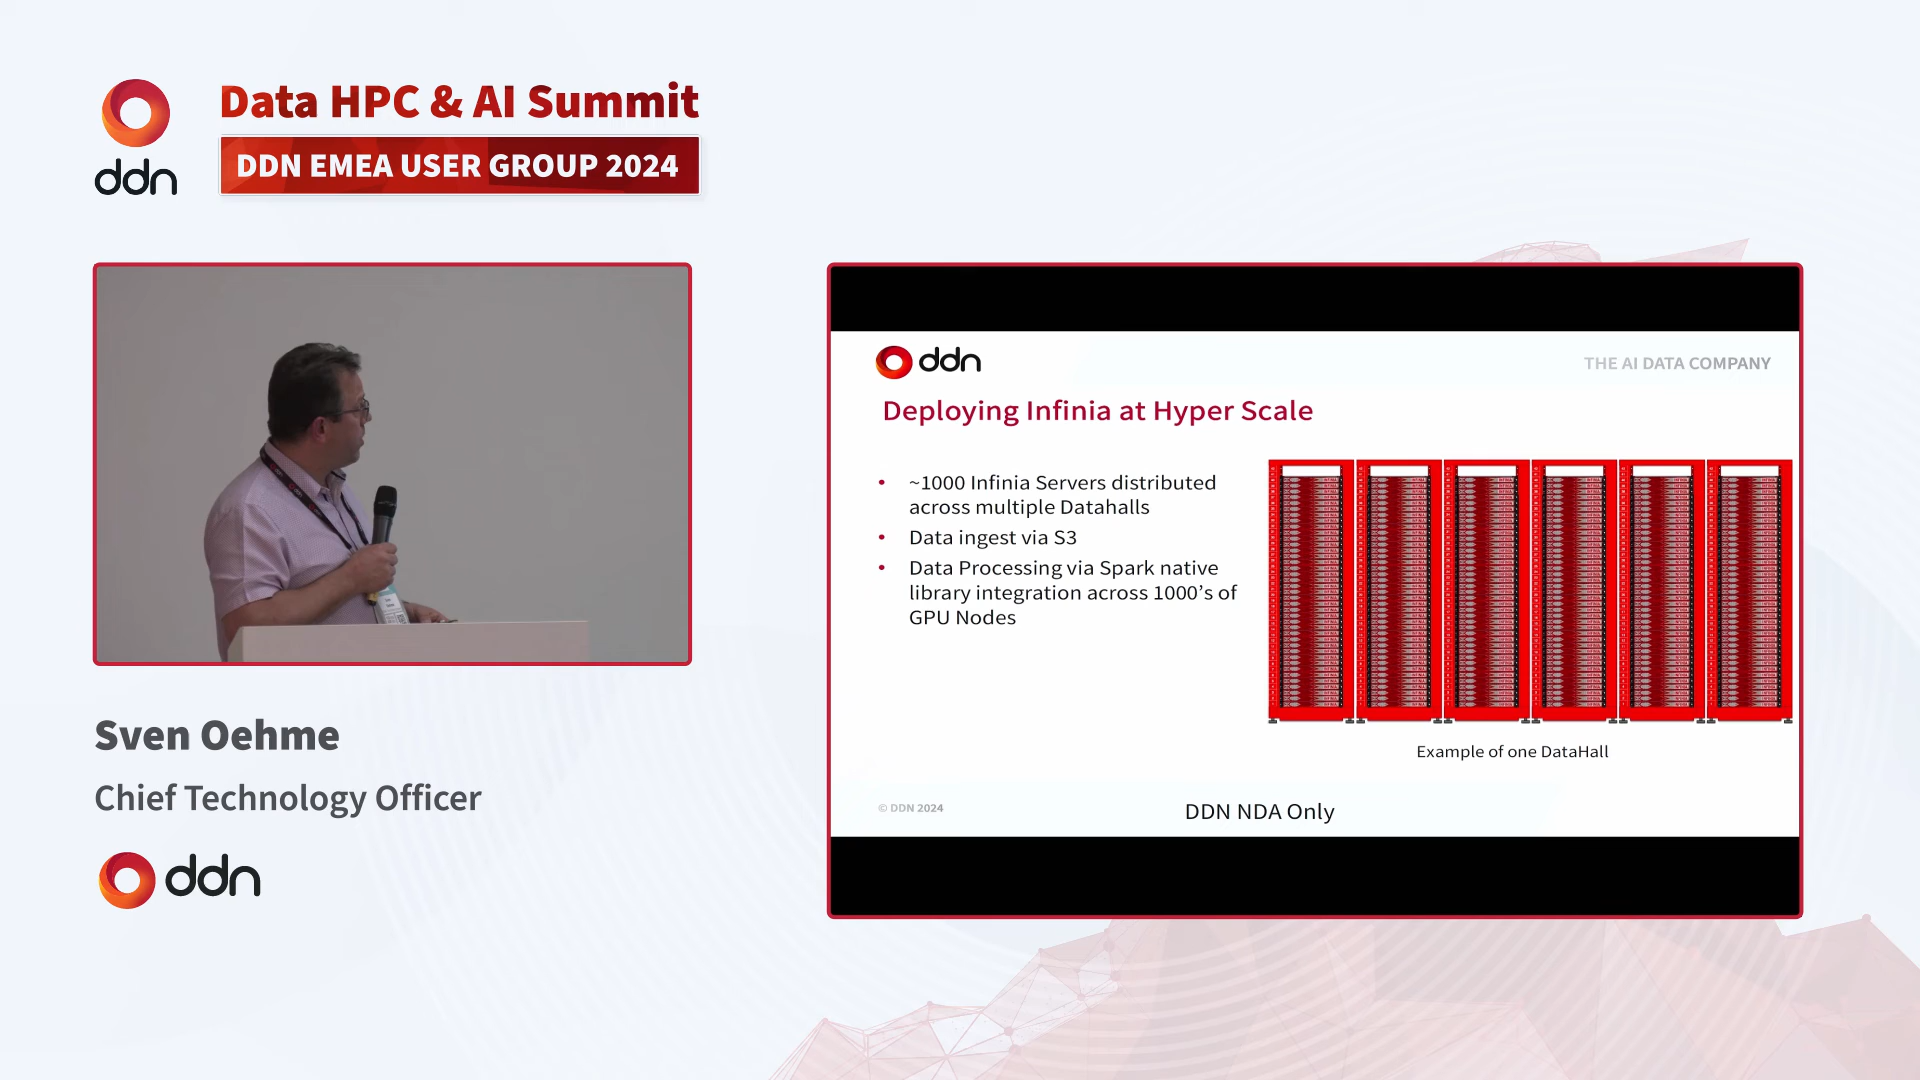 ddn
Data HPC & AI Summit
DDN EMEA USER GROUP 2024
Sven Oehme
Chief Technology Officer
ddn
ddn
THE AI DATA COMPANY
Deploying Infinia at Hyper Scale
• ~1000 Infinia Servers distributed
across multiple Datahalls
• Data ingest via S3
• Data Processing via Spark native
library integration across 1000’s of
GPU Nodes
Example of one DataHall
© DDN 2024
DDN NDA Only